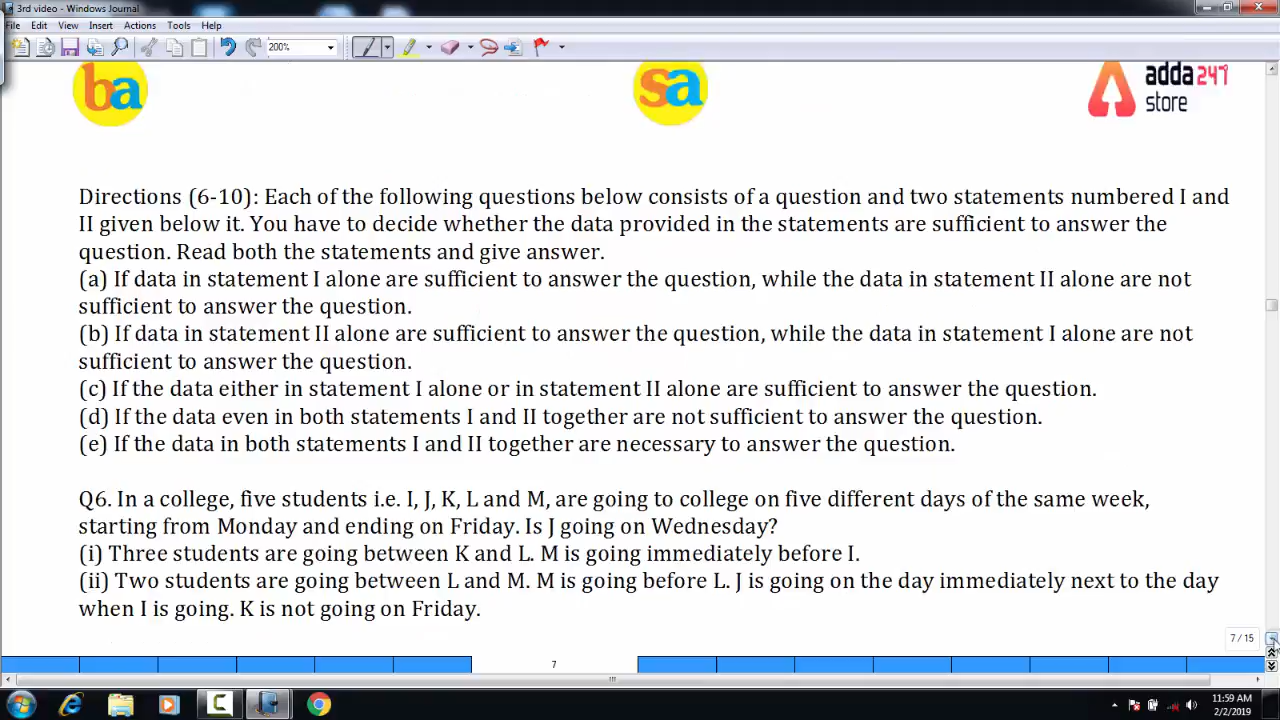 3rd video - Windows Journal
File Edit View Insert Actions Tools Help
200%
ba
sa
adda 247
store
Directions (6-10): Each of the following questions below consists of a question and two statements numbered I and
II given below it. You have to decide whether the data provided in the statements are sufficient to answer the
question. Read both the statements and give answer.
(a) If data in statement I alone are sufficient to answer the question, while the data in statement II alone are not
sufficient to answer the question.
(b) If data in statement II alone are sufficient to answer the question, while the data in statement I alone are not
sufficient to answer the question.
(c) If the data either in statement I alone or in statement II alone are sufficient to answer the question.
(d) If the data even in both statements I and II together are not sufficient to answer the question.
(e) If the data in both statements I and II together are necessary to answer the question.
Q6. In a college, five students i.e. I, J, K, L and M, are going to college on five different days of the same week,
starting from Monday and ending on Friday. Is J going on Wednesday?
(i) Three students are going between K and L. M is going immediately before I.
(ii) Two students are going between L and M. M is going before L. J is going on the day immediately next to the day
when I is going. K is not going on Friday.
7 / 15
7
11:59 AM
2/2/2019